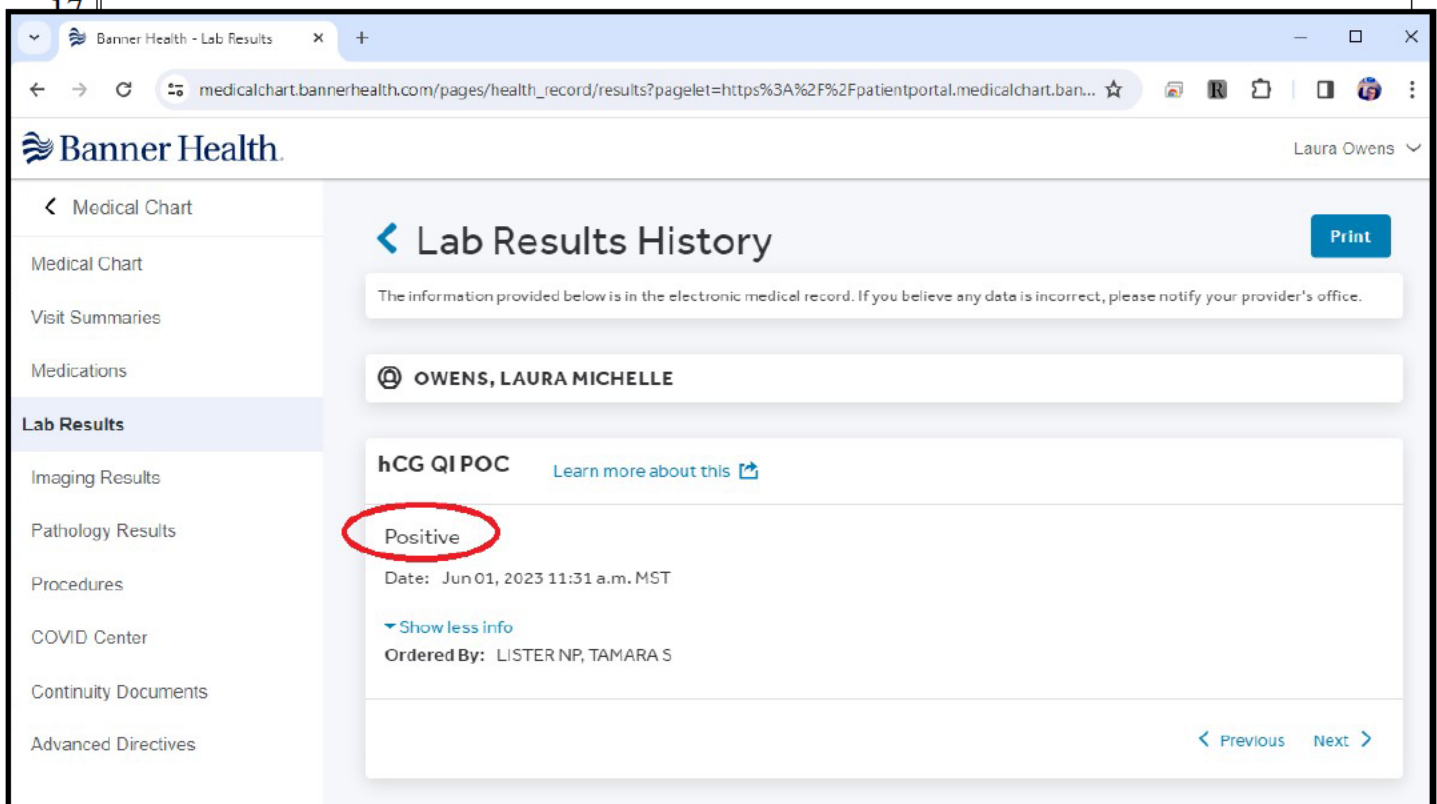 17
Banner Health - Lab Results
medicalchart.bannerhealth.com/pages/health_record/results?pagelet=https%3A%2F%2Fpatientportal.medicalchart.ban...
Banner Health.
Laura Owens
Medical Chart
Lab Results History
Print
Medical Chart
The information provided below is in the electronic medical record. If you believe any data is incorrect, please notify your provider's office.
Visit Summaries
Medications
OWENS, LAURA MICHELLE
Lab Results
hCG Ql POC Learn more about this
Imaging Results
Pathology Results
Positive
Date: Jun 01, 2023 11:31 a.m. MST
Procedures
Show less info
COVID Center
Ordered By: LISTER NP, TAMARA S
Continuity Documents
Advanced Directives
Previous Next